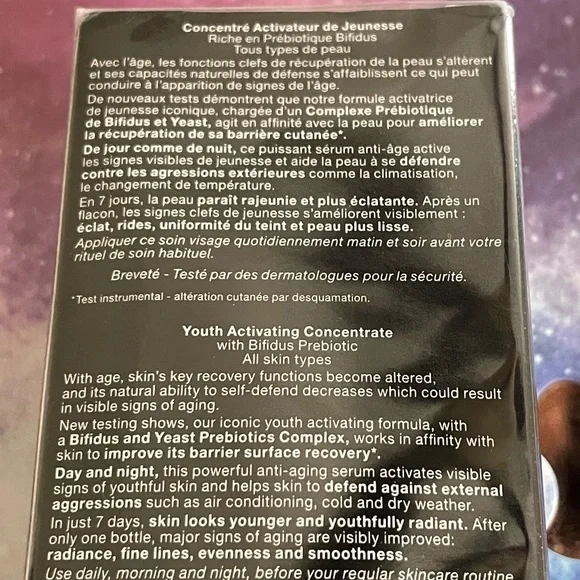 Concentré Activateur de Jeunesse
Riche en Prébiotique Bifidus
Tous types de peau
Avec l'âge, les fonctions clefs de récupération de la peau s'altèrent
et ses capacités naturelles de défense s'affaiblissent ce qui peut
conduire à l'apparition de signes de l'âge.
De nouveaux tests démontrent que notre formule activatrice
de jeunesse iconique, chargée d'un Complexe Prébiotique
de Bifidus et Yeast, agit en affinité avec la peau pour améliorer
la récupération de sa barrière cutanée*.
De jour comme de nuit, ce puissant sérum anti-âge active
les signes visibles de jeunesse et aide la peau à se défendre
contre les agressions extérieures comme la climatisation,
le changement de température.
En 7 jours, la peau paraît rajeunie et plus éclatante. Après un
flacon, les signes clefs de jeunesse s'améliorent visiblement :
éclat, rides, uniformité du teint et peau plus lisse.
Appliquer ce soin visage quotidiennement matin et soir avant votre
rituel de soin habituel.
Breveté - Testé par des dermatologues pour la sécurité.
*Test instrumental - altération cutanée par desquamation.
Youth Activating Concentrate
with Bifidus Prebiotic
All skin types
With age, skin's key recovery functions become altered,
and its natural ability to self-defend decreases which could result
in visible signs of aging.
New testing shows, our iconic youth activating formula, with
a Bifidus and Yeast Prebiotics Complex, works in affinity with
skin to improve its barrier surface recovery*.
Day and night, this powerful anti-aging serum activates visible
signs of youthful skin and helps skin to defend against external
aggressions such as air conditioning, cold and dry weather.
In just 7 days, skin looks younger and youthfully radiant. After
only one bottle, major signs of aging are visibly improved:
radiance, fine lines, evenness and smoothness.
Use daily, morning and night, before your regular skincare routine